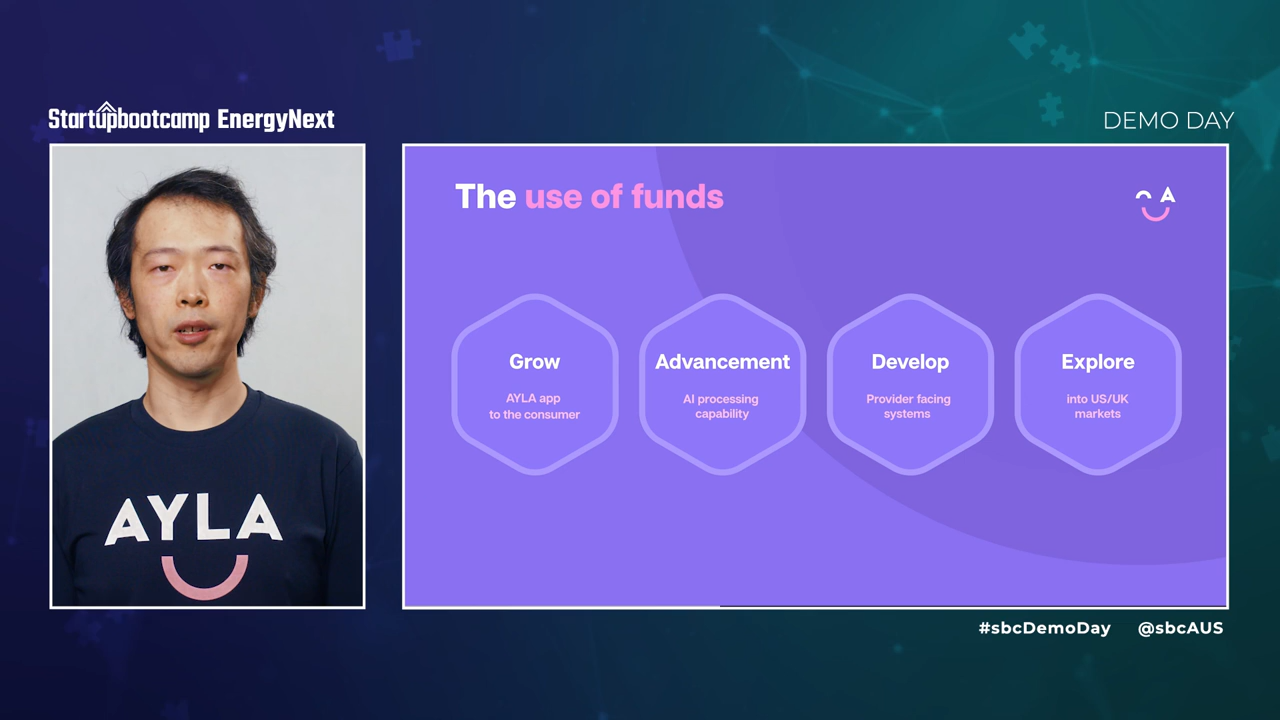 Startupbootcamp EnergyNext
DEMO DAY
AYLA
The use of funds
A
Grow
AYLA app
to the consumer
Advancement
AI processing
capability
Develop
Provider facing
systems
Explore
into US/UK
markets
#sbcDemoDay @sbcAUS